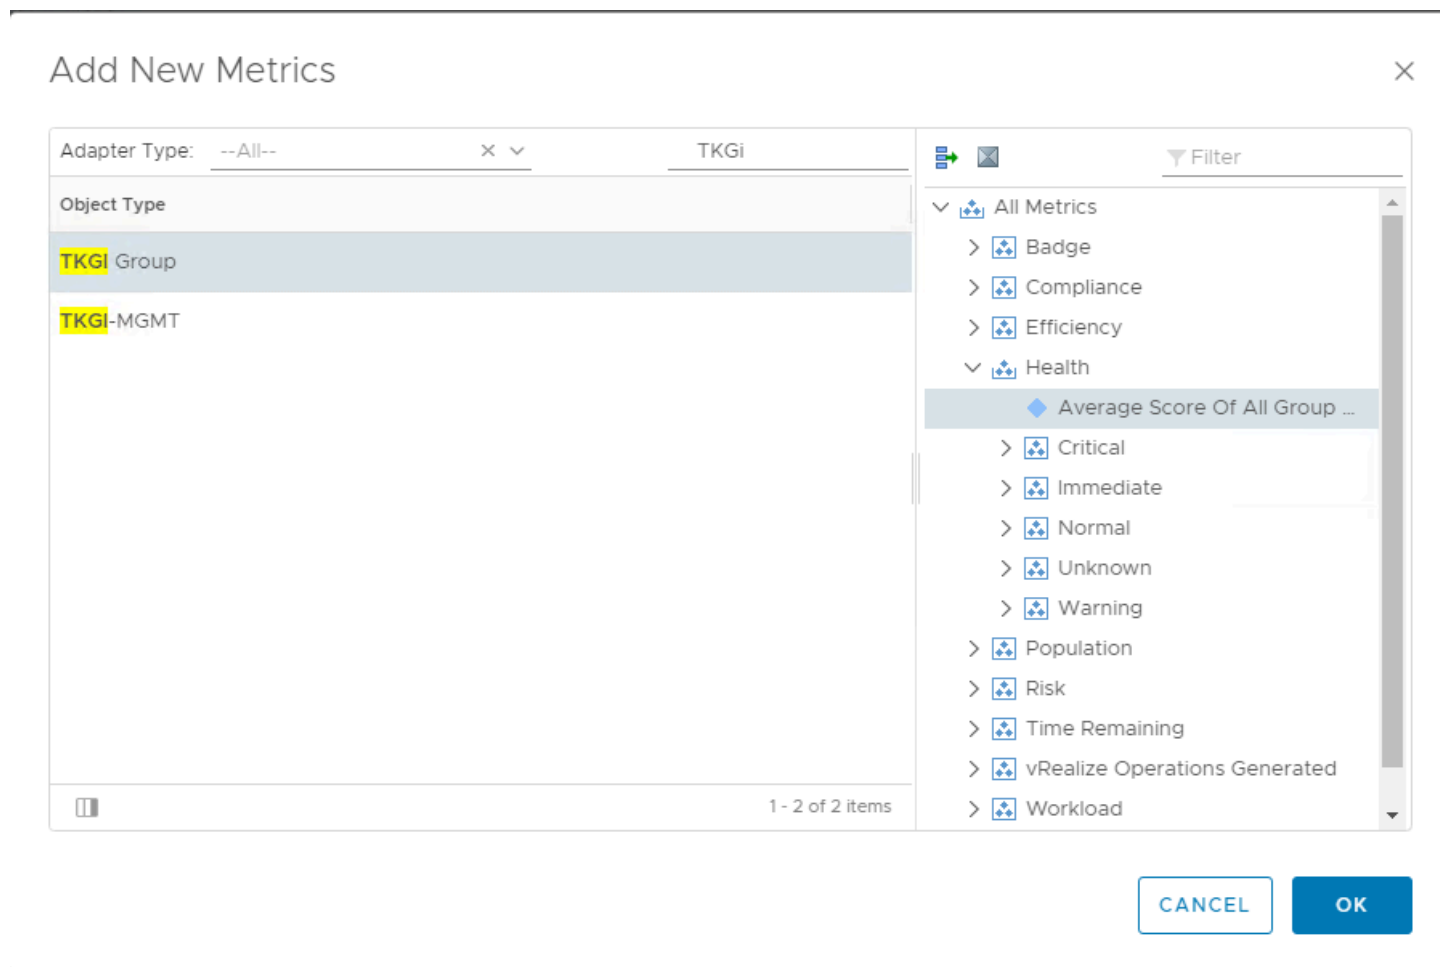 Add New Metrics
Adapter Type: --All--
TKGi
Object Type
TKGI Group
TKGI-MGMT
1 - 2 of 2 items
Filter
All Metrics
Badge
Compliance
Efficiency
Health
Average Score Of All Group ...
Critical
Immediate
Normal
Unknown
Warning
Population
Risk
Time Remaining
vRealize Operations Generated
Workload
CANCEL
OK